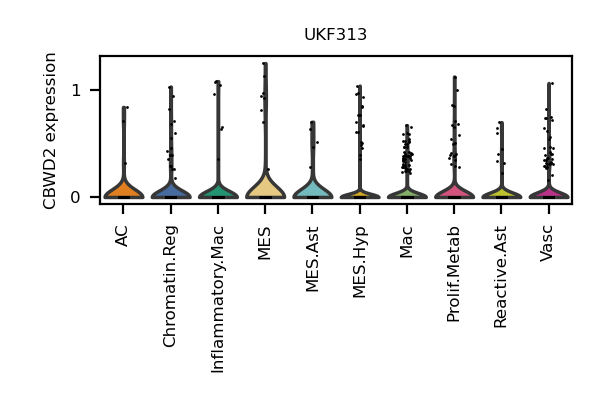 UKF313
CBWD2 expression
1
0
AC
Chromatin.Reg
Inflammatory.Mac
MES
MES.Ast
MES.Hyp
Mac
Prolif.Metab
Reactive.Ast
Vasc